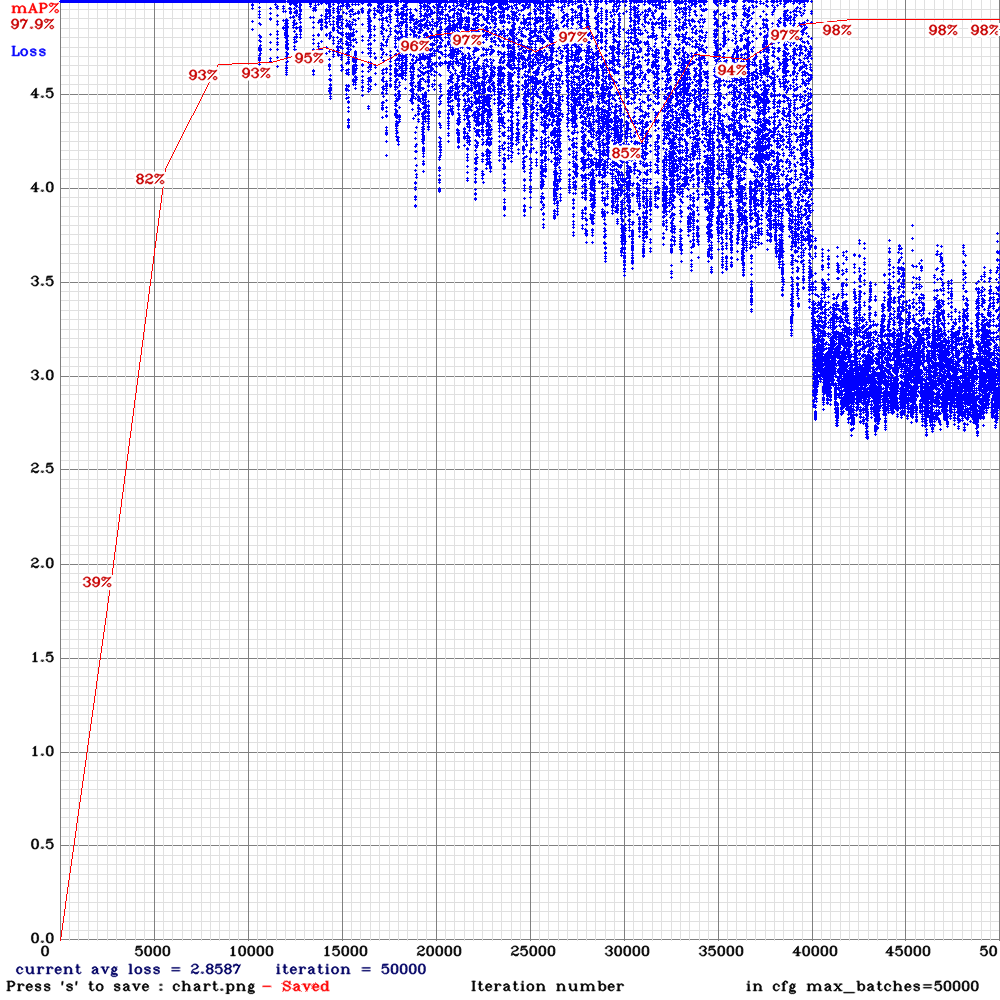 mAP%
97.9%
Loss
93% 93% 95% 96% 97% 97% 97% 98% 98% 98%
94%
4.5
85%
82%
4.0
3.5
3.0
2.5
2.0
39%
1.5
1.0
0.5
0.0
0 5000 10000 15000 20000 25000 30000 35000 40000 45000 50
current avg loss = 2.8587 iteration = 50000
Press 's' to save : chart.png - Saved Iteration number in cfg max_batches=50000